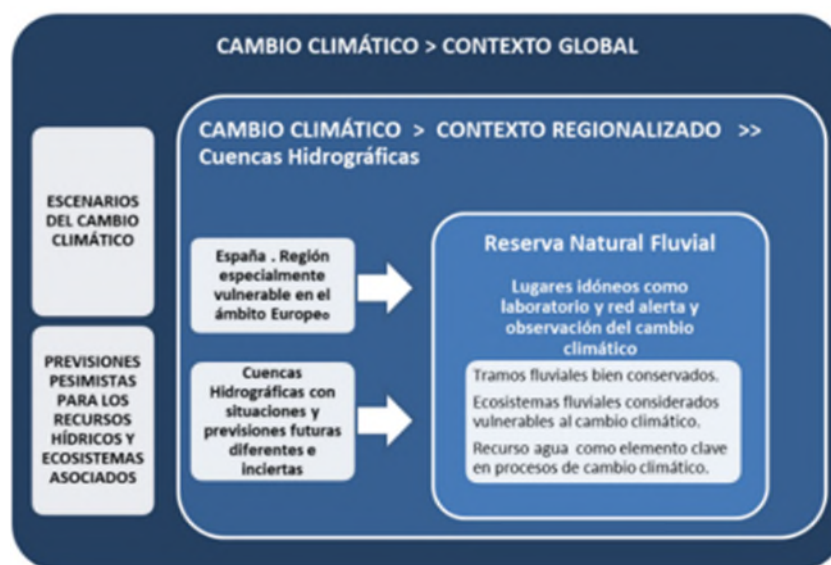 CAMBIO CLIMÁTICO > CONTEXTO GLOBAL
ESCENARIOS
DEL CAMBIO
CLIMÁTICO
PREVISIONES
PESIMISTAS
PARA LOS
RECURSOS
HÍDRICOS Y
ECOSISTEMAS
ASOCIADOS
CAMBIO CLIMÁTICO > CONTEXTO REGIONALIZADO >>
Cuencas Hidrográficas
España . Región
especialmente
vulnerable en el
ámbito Europeo
Cuencas
Hidrográficas con
situaciones y
previsiones futuras
diferentes e
inciertas
Reserva Natural Fluvial
Lugares idóneos como
laboratorio y red alerta y
observación del cambio
climático
Tramos fluviales bien conservados.
Ecosistemas fluviales considerados
vulnerables al cambio climático.
Recurso agua como elemento clave
en procesos de cambio climático.